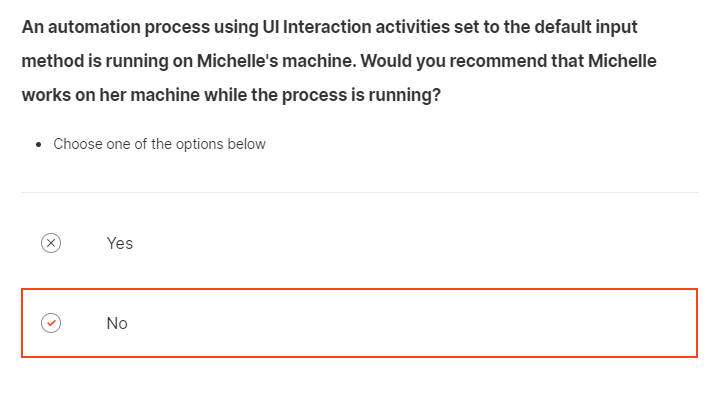 An automation process using UI Interaction activities set to the default input
method is running on Michelle's machine. Would you recommend that Michelle
works on her machine while the process is running?
• Choose one of the options below
Yes
No